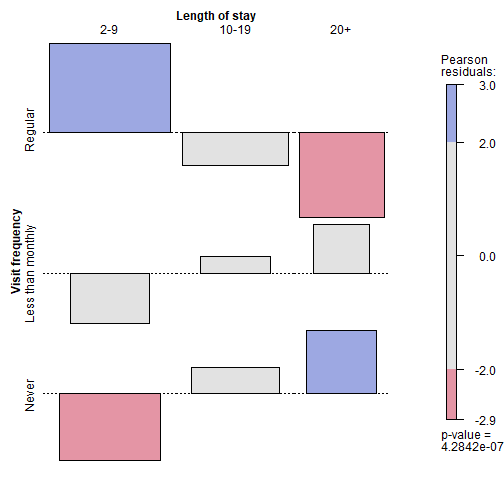 Length of stay
2-9 10-19 20+
Pearson
residuals:
3.0
2.0
0.0
-2.0
-2.9
p-value =
4.2842e-07
Visit frequency
Regular
Less than monthly
Never